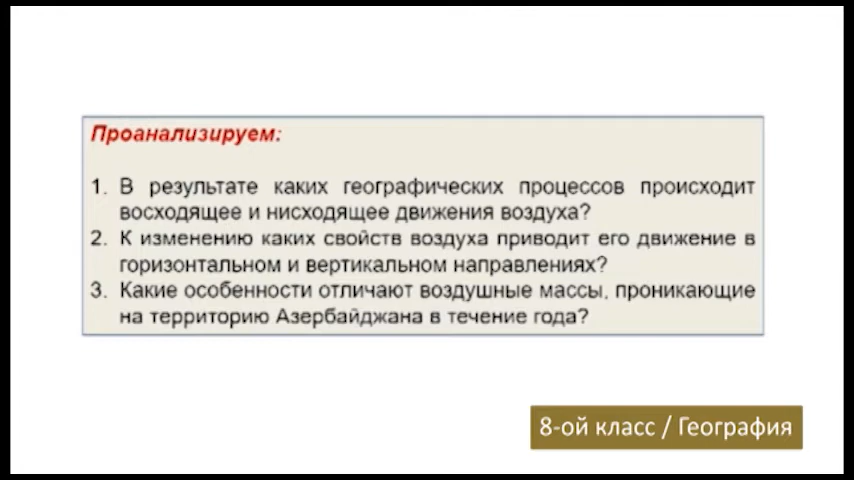 Проанализируем:
1. В результате каких географических процессов происходит
восходящее и нисходящее движения воздуха?
2. К изменению каких свойств воздуха приводит его движение в
горизонтальном и вертикальном направлениях?
3. Какие особенности отличают воздушные массы, проникающие
на территорию Азербайджана в течение года?
8-ой класс / География